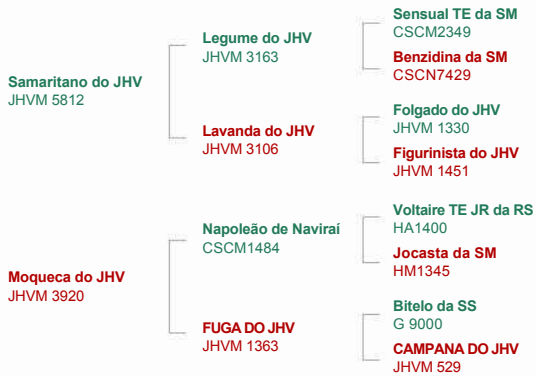 Samaritano do JHV
JHVM 5812
Legume do JHV
JHVM 3163
Sensual TE da SM
CSCM2349
Benzidina da SM
CSCN7429
Lavanda do JHV
JHVM 3106
Folgado do JHV
JHVM 1330
Figurinista do JHV
JHVM 1451
Moqueca do JHV
JHVM 3920
Napoleão de Naviraí
CSCM1484
Voltaire TE JR da RS
HA1400
Jocasta da SM
HM1345
FUGA DO JHV
JHVM 1363
Bitelo da SS
G 9000
CAMPANA DO JHV
JHVM 529